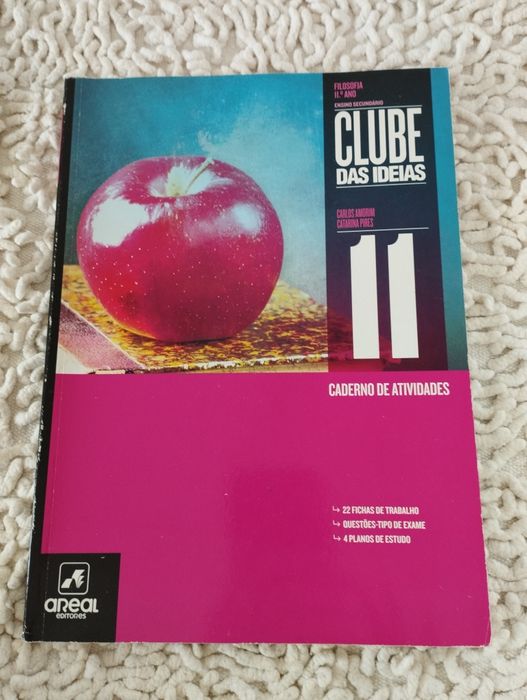 FILOSOFIA
11.º ANO
ENSINO SECUNDÁRIO
CLUBE
DAS IDEIAS
CARLOS AMORIM
CATARINA PIRES
11
CADERNO DE ATIVIDADES
↳ 22 FICHAS DE TRABALHO
↳ QUESTÕES-TIPO DE EXAME
↳ 4 PLANOS DE ESTUDO
AREAL
EDITORES